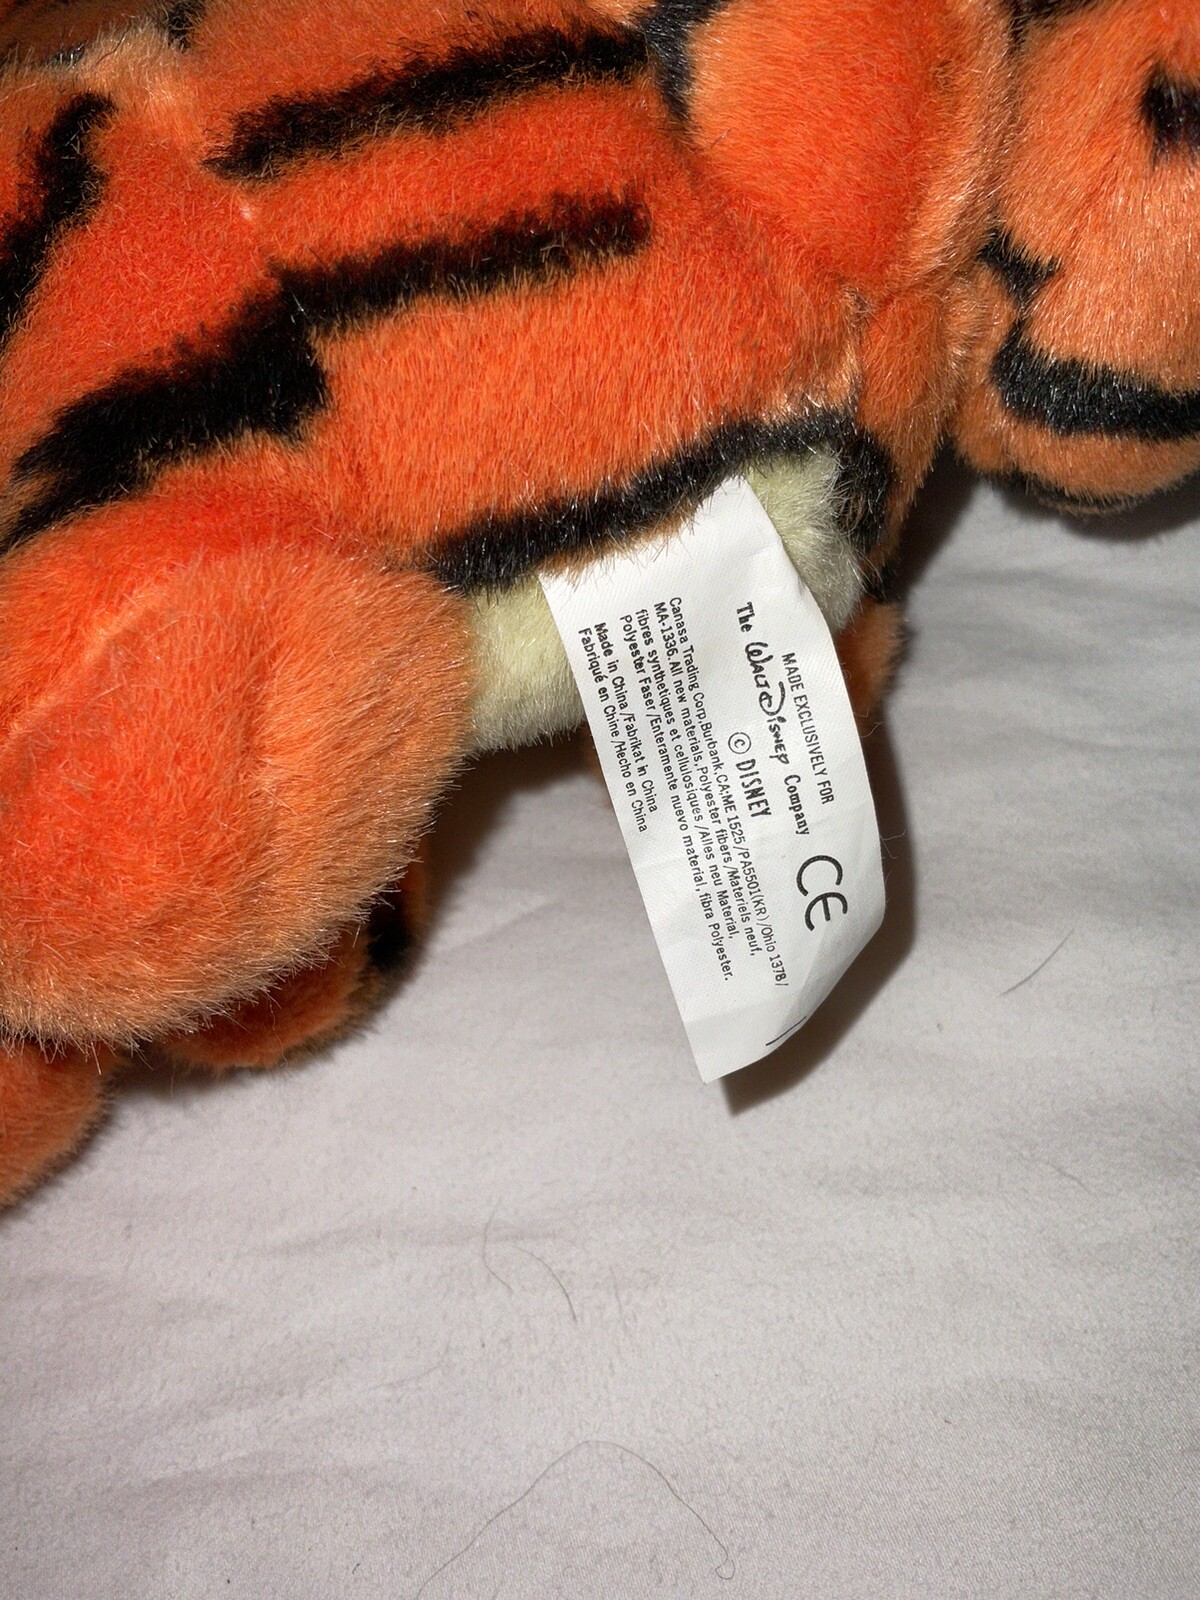 MADE EXCLUSIVELY FOR
The WALT DISNEY Company
© DISNEY
CE
Canasa Trading Corp.Burbank,CA;ME 1525/PA5501(KR)/Ohio 1378/
MA-1336.All new materials,Polyester fibers/Materiels neuf,
fibres synthetiques et cellulosiques/Alles neu Material,
Polyester Faser/Enteramente nuevo material,fibra Polyester.
Made in China/Fabrikat in China
Fabriqué en Chine/Hecho en China